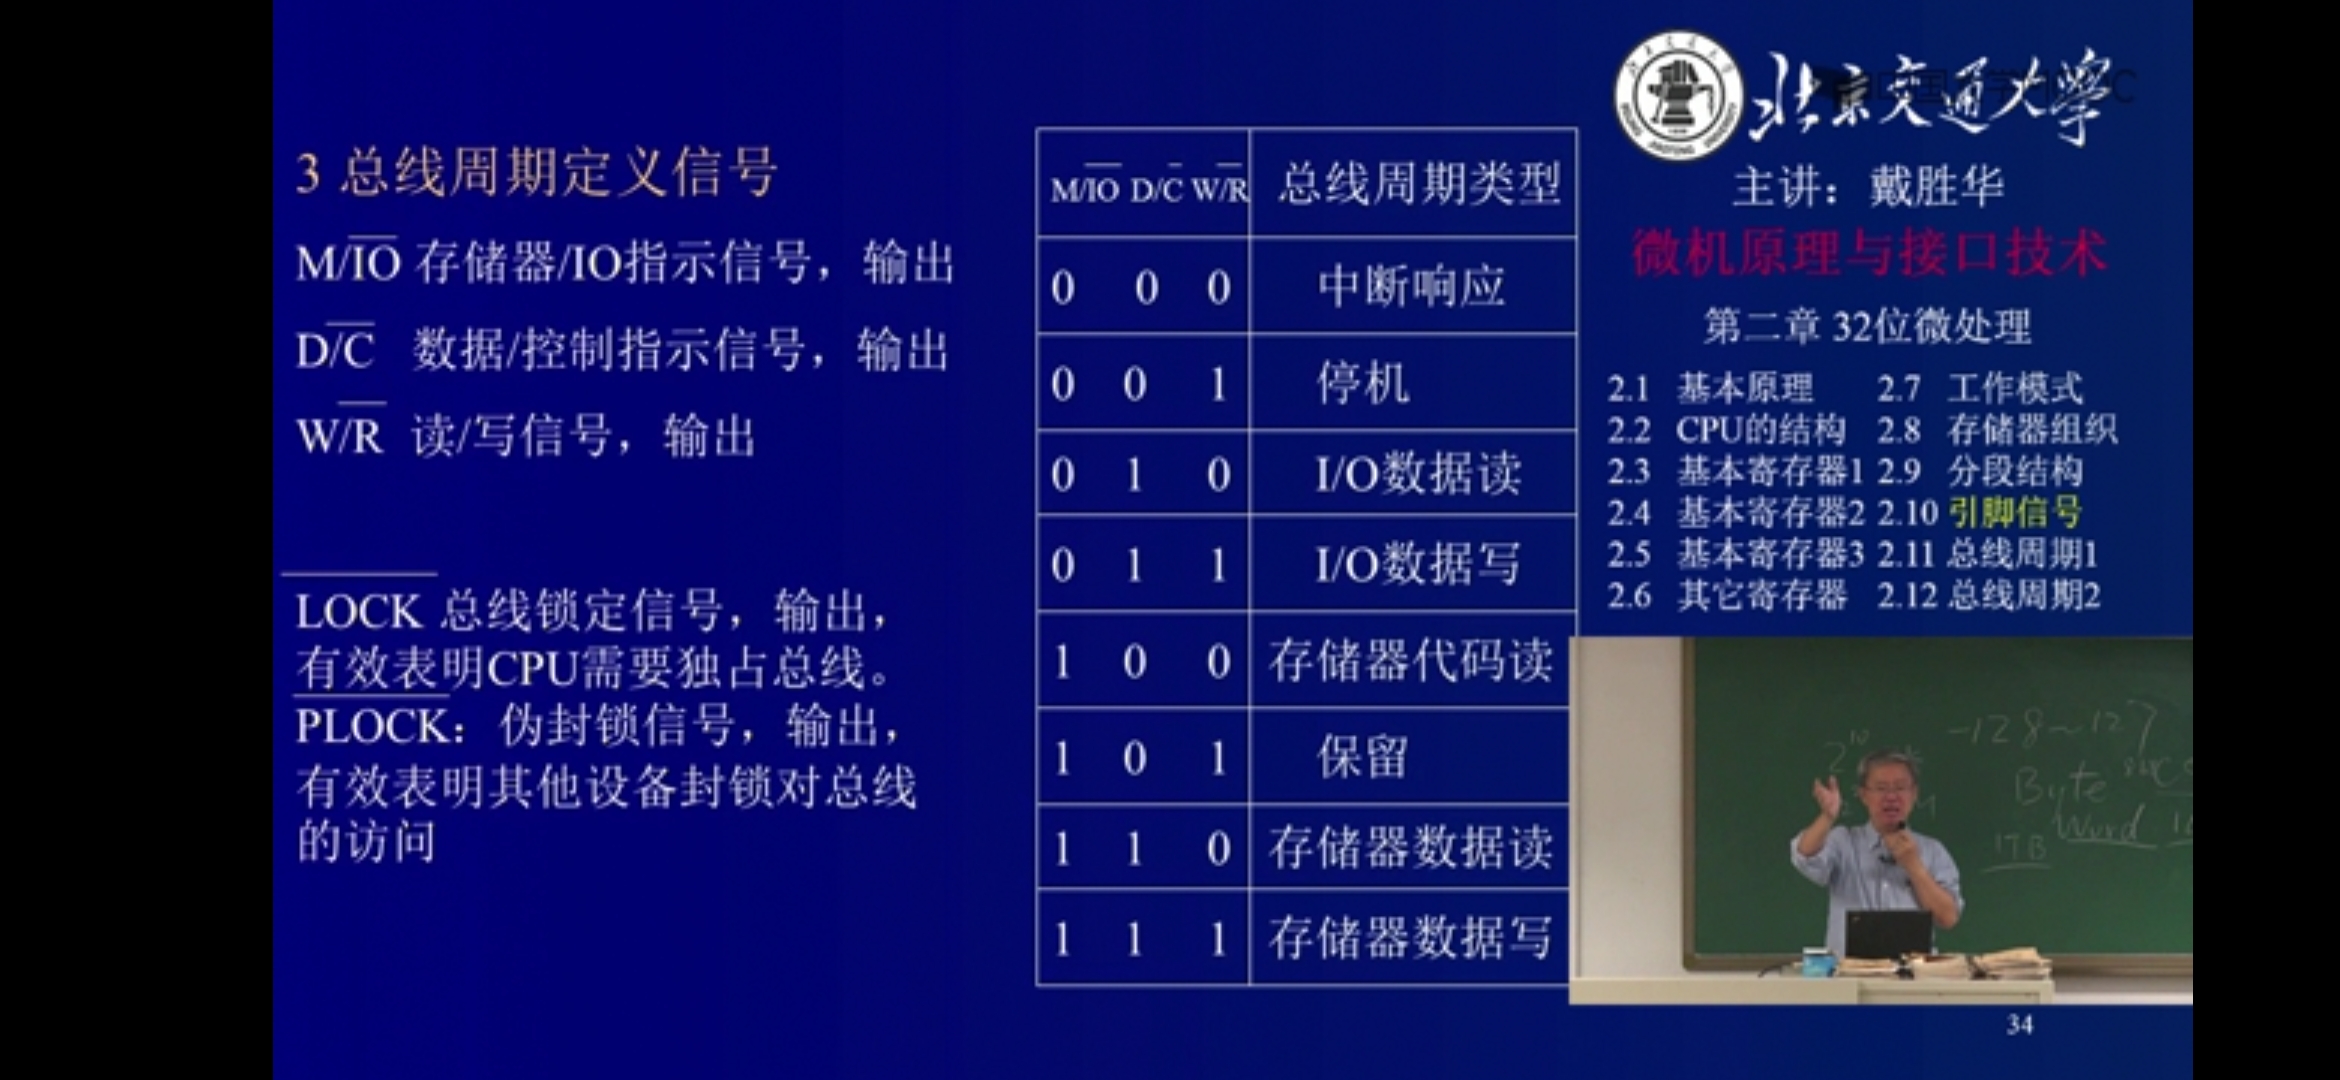 3 总线周期定义信号
M/I̅O̅ 存储器/IO指示信号，输出
D/C̅ 数据/控制指示信号，输出
W/R̅ 读/写信号，输出
L̅O̅C̅K̅ 总线锁定信号，输出，
有效表明CPU需要独占总线。
P̅L̅O̅C̅K̅：伪封锁信号，输出，
有效表明其他设备封锁对总线
的访问
M/I̅O̅ D/C̅ W/R̅ 总线周期类型
0 0 0 中断响应
0 0 1 停机
0 1 0 I/O数据读
0 1 1 I/O数据写
1 0 0 存储器代码读
1 0 1 保留
1 1 0 存储器数据读
1 1 1 存储器数据写
北京交通大学
主讲：戴胜华
微机原理与接口技术
第二章 32位微处理
2.1 基本原理 2.7 工作模式
2.2 CPU的结构 2.8 存储器组织
2.3 基本寄存器1 2.9 分段结构
2.4 基本寄存器2 2.10 引脚信号
2.5 基本寄存器3 2.11 总线周期1
2.6 其它寄存器 2.12 总线周期2
-128~127
2^10
Byte
Word
1TB
34